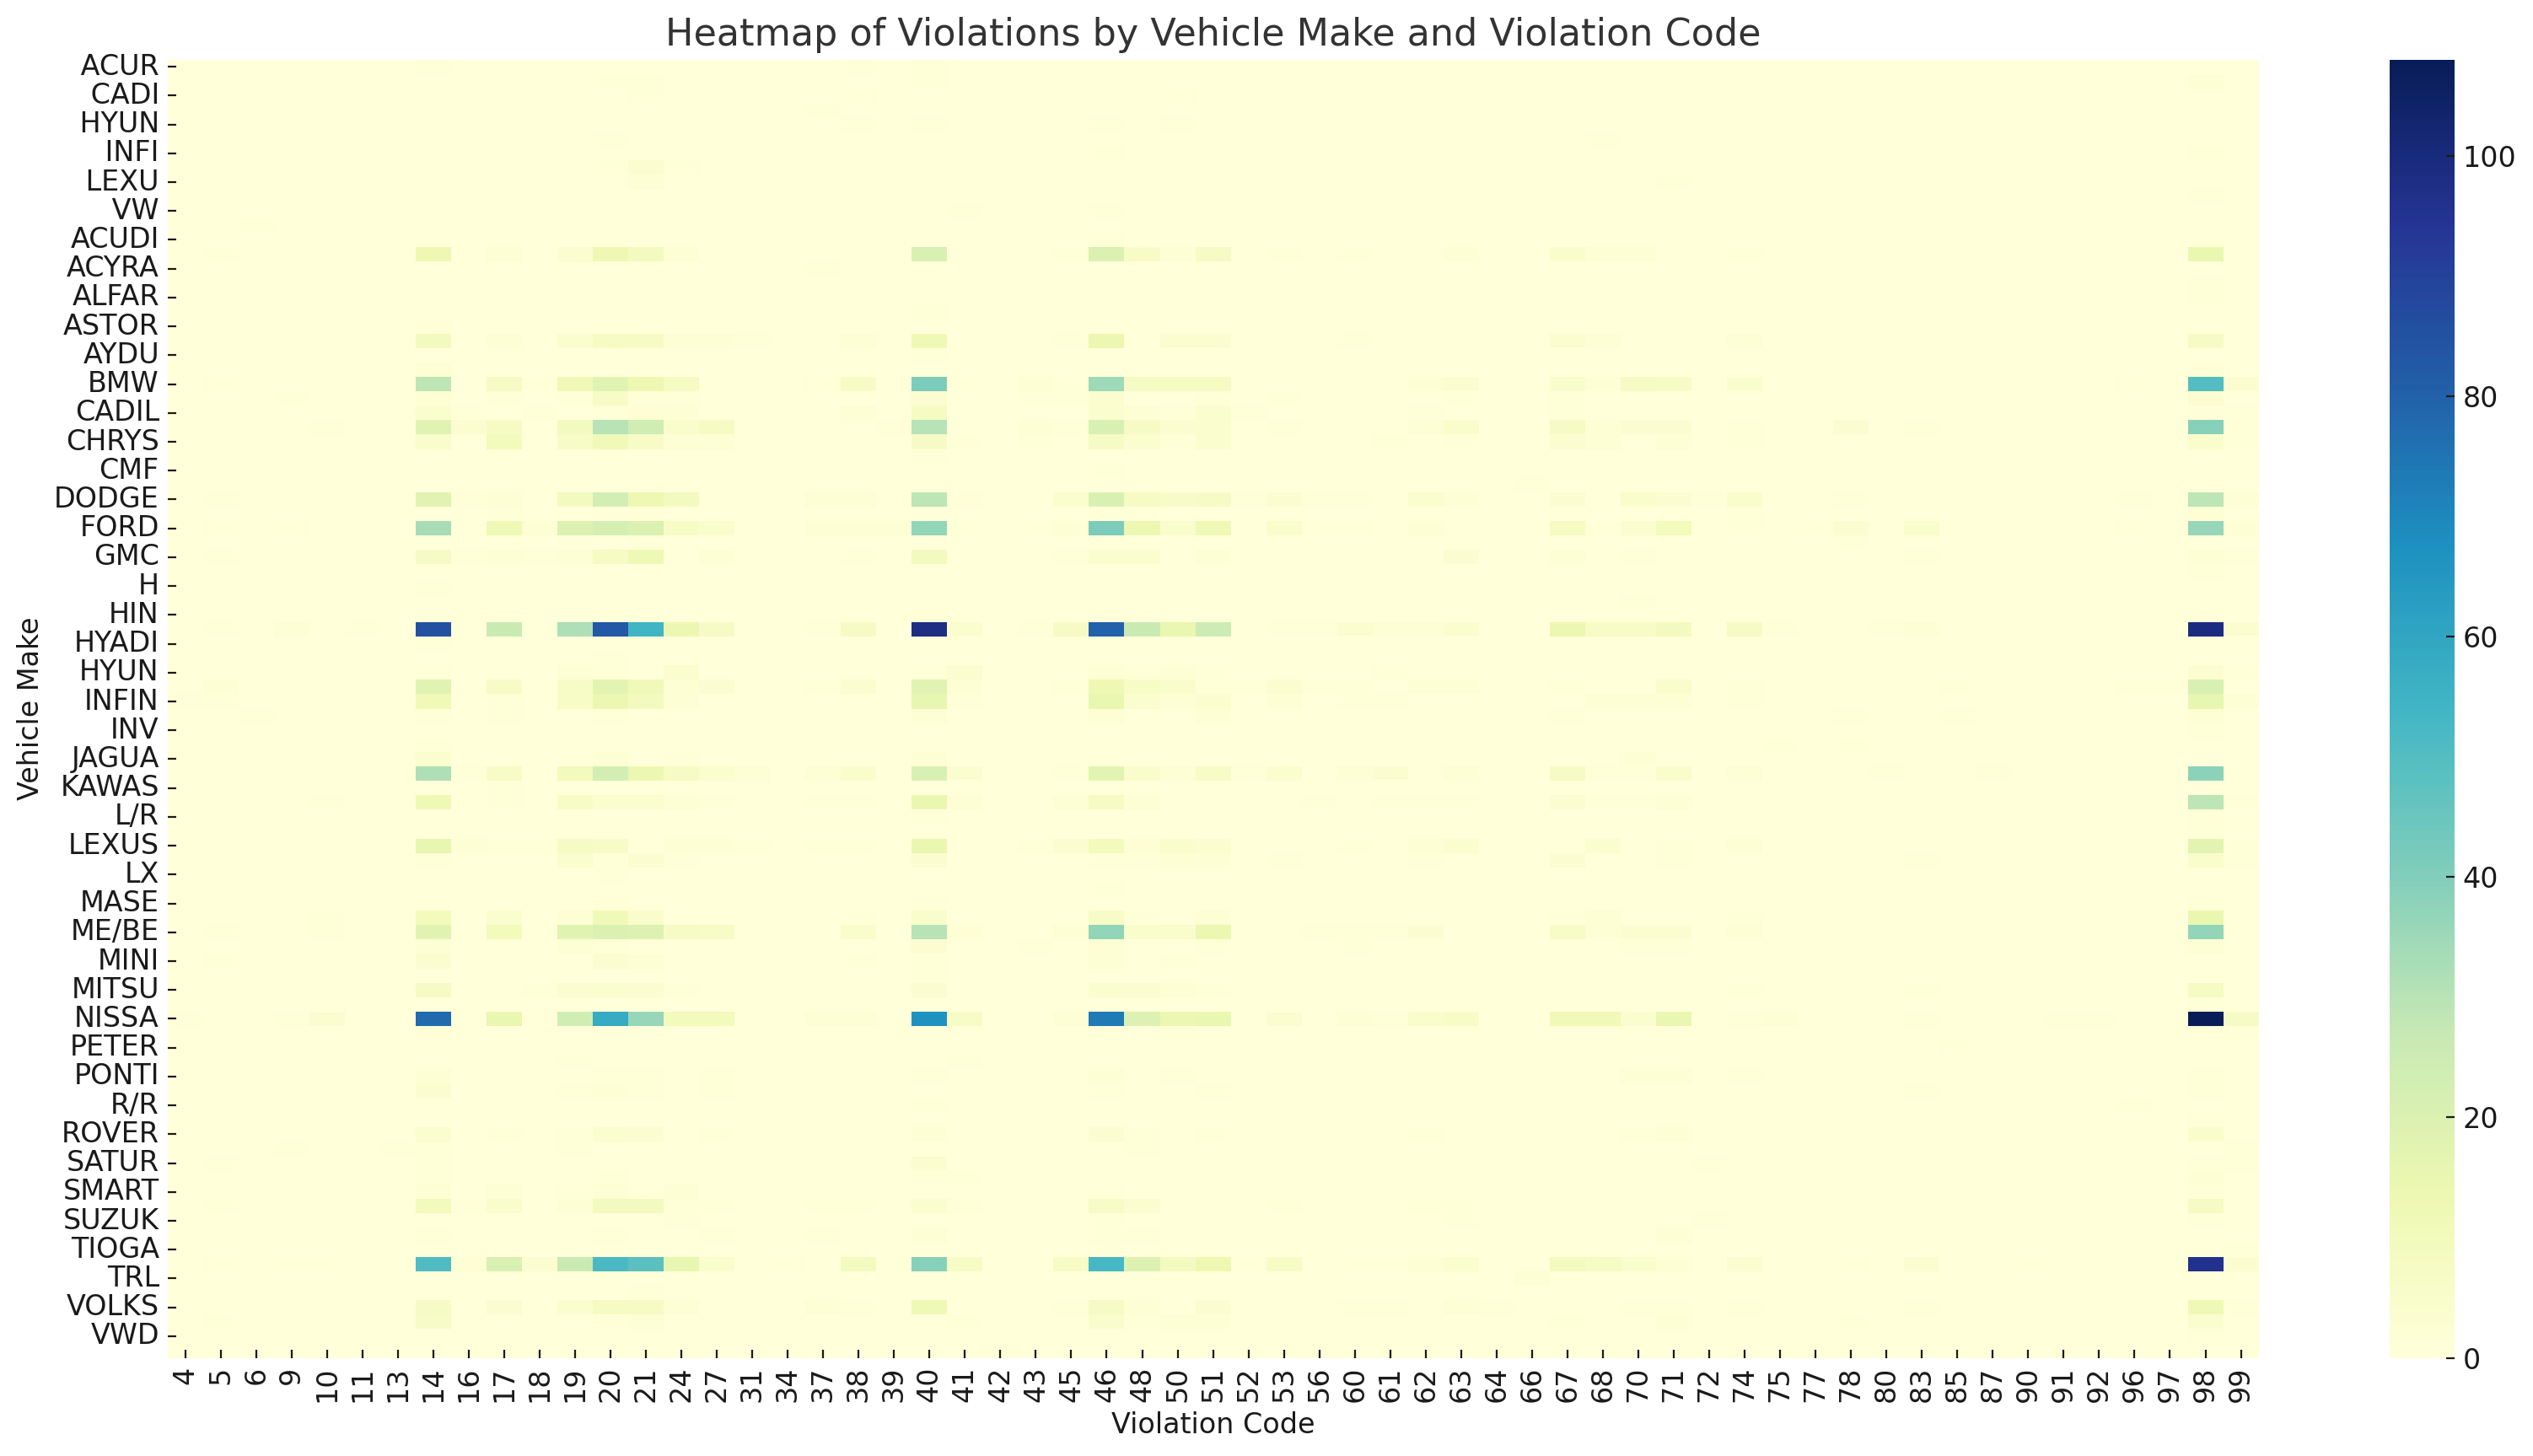 Heatmap of Violations by Vehicle Make and Violation Code
Vehicle Make
ACUR
CADI
HYUN
INFI
LEXU
VW
ACUDI
ACYRA
ALFAR
ASTOR
AYDU
BMW
CADIL
CHRYS
CMF
DODGE
FORD
GMC
H
HIN
HYADI
HYUN
INFIN
INV
JAGUA
KAWAS
L/R
LEXUS
LX
MASE
ME/BE
MINI
MITSU
NISSA
PETER
PONTI
R/R
ROVER
SATUR
SMART
SUZUK
TIOGA
TRL
VOLKS
VWD
4 5 6 9 10 11 13 14 16 17 18 19 20 21 24 27 31 34 37 38 39 40 41 42 43 45 46 48 50 51 52 53 56 60 61 62 63 64 66 67 68 70 71 72 74 75 77 78 80 83 85 87 90 91 92 96 97 98 99
Violation Code
100
80
60
40
20
0